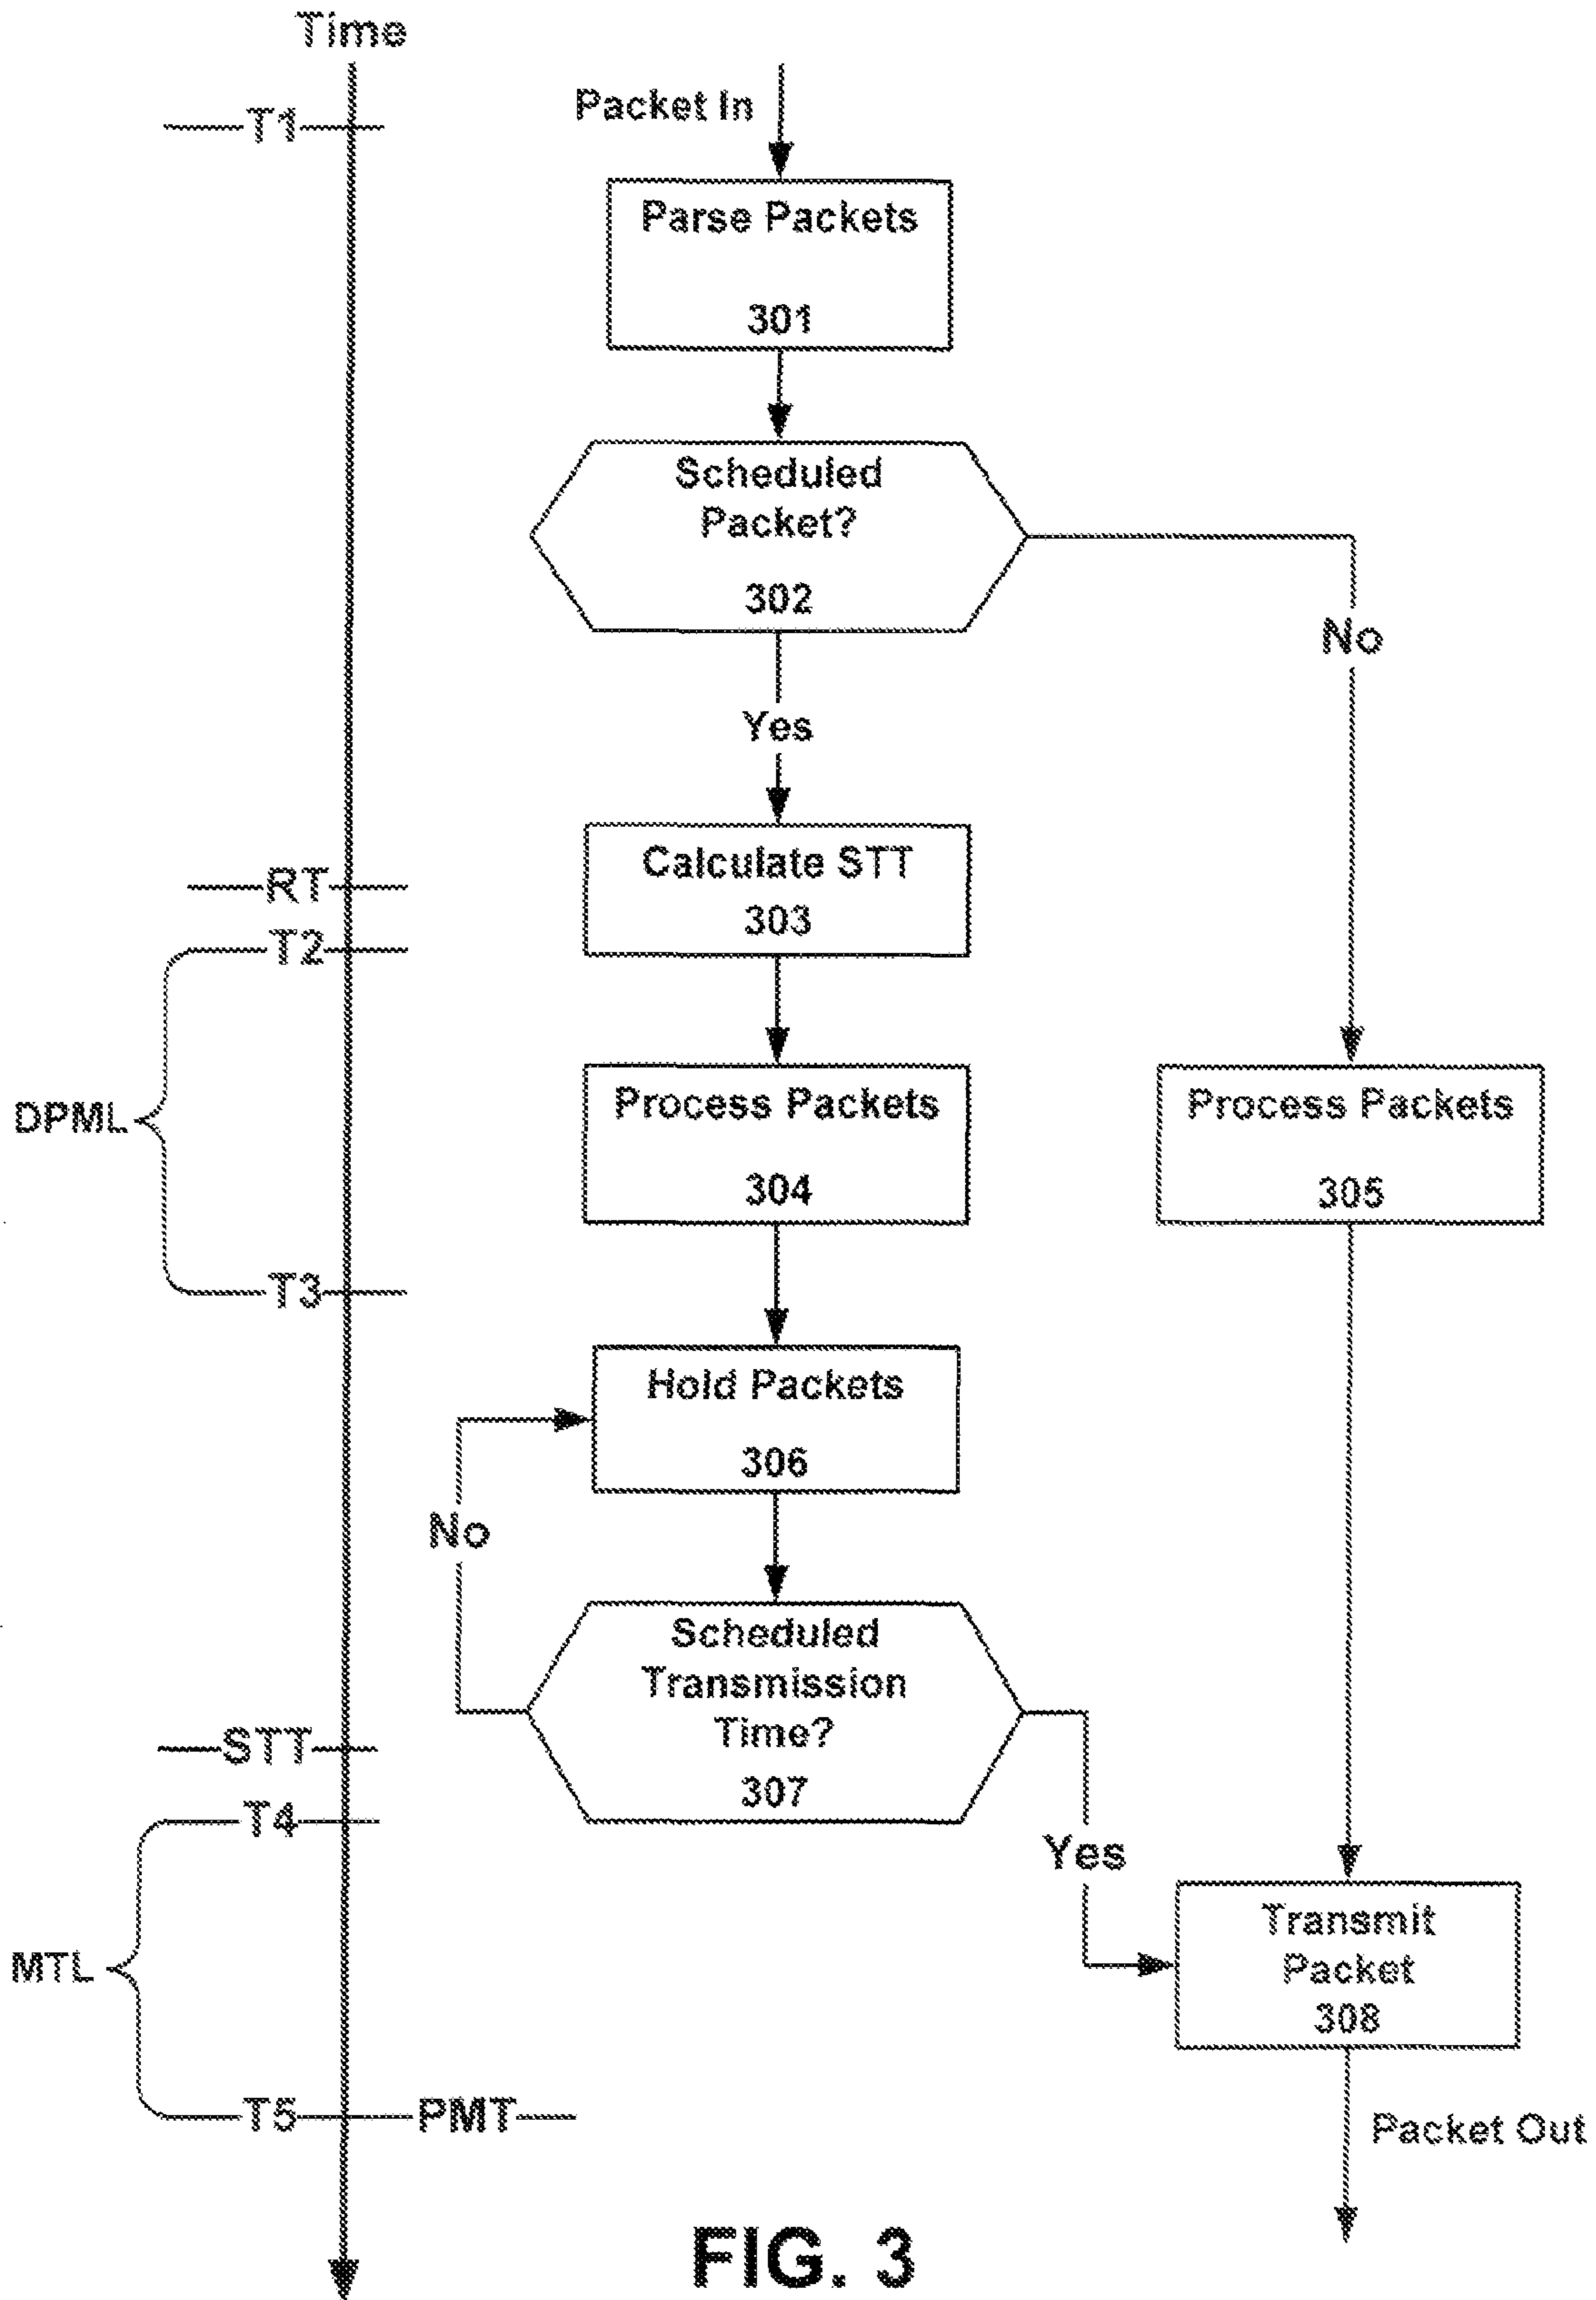 Time
T1
Packet In
Parse Packets
301
Scheduled
Packet?
302
No
Yes
Calculate STT
303
RT
T2
DPML
Process Packets
304
Process Packets
305
T3
Hold Packets
306
No
Scheduled
Transmission
Time?
307
STT
T4
Yes
Transmit
Packet
308
MTL
T5
PMT
Packet Out
FIG. 3